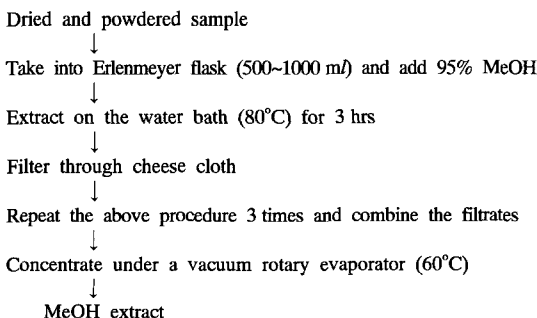 Dried and powdered sample
↓
Take into Erlenmeyer flask (500~1000 ml) and add 95% MeOH
↓
Extract on the water bath (80°C) for 3 hrs
↓
Filter through cheese cloth
↓
Repeat the above procedure 3 times and combine the filtrates
↓
Concentrate under a vacuum rotary evaporator (60°C)
↓
MeOH extract